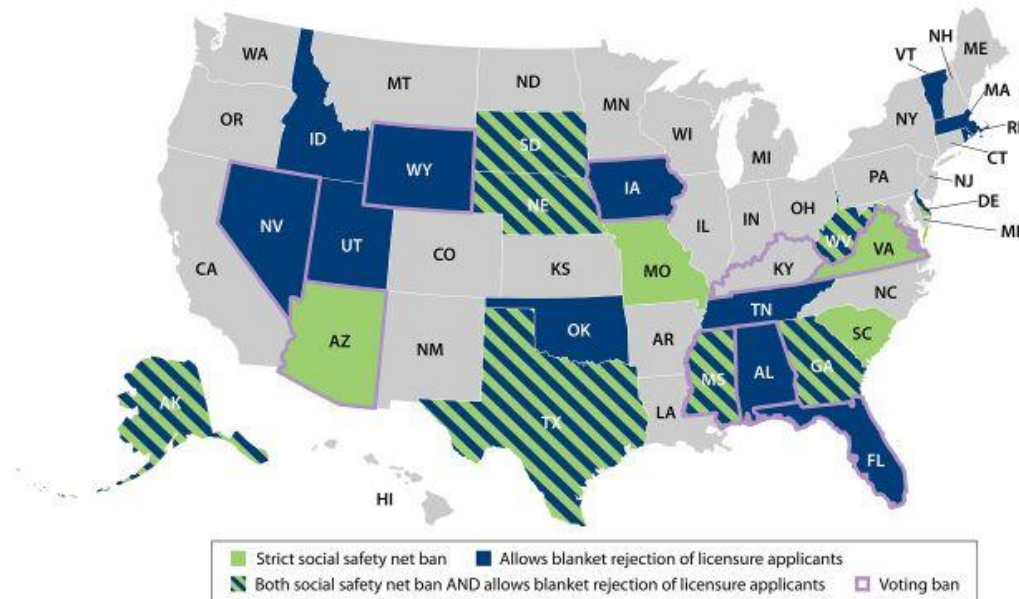 NH
ME
VT
WA
MT
ND
MN
MA
OR
WI
NY
RI
SD
ID
MI
CT
WY
PA
NJ
IA
NE
OH
DE
IL
IN
NV
UT
WV
VA
CO
CA
KS
MO
KY
NC
TN
OK
SC
AZ
NM
AR
GA
AL
MS
AK
LA
TX
FL
HI
Strict social safety net ban
Allows blanket rejection of licensure applicants
Both social safety net ban AND allows blanket rejection of licensure applicants
Voting ban